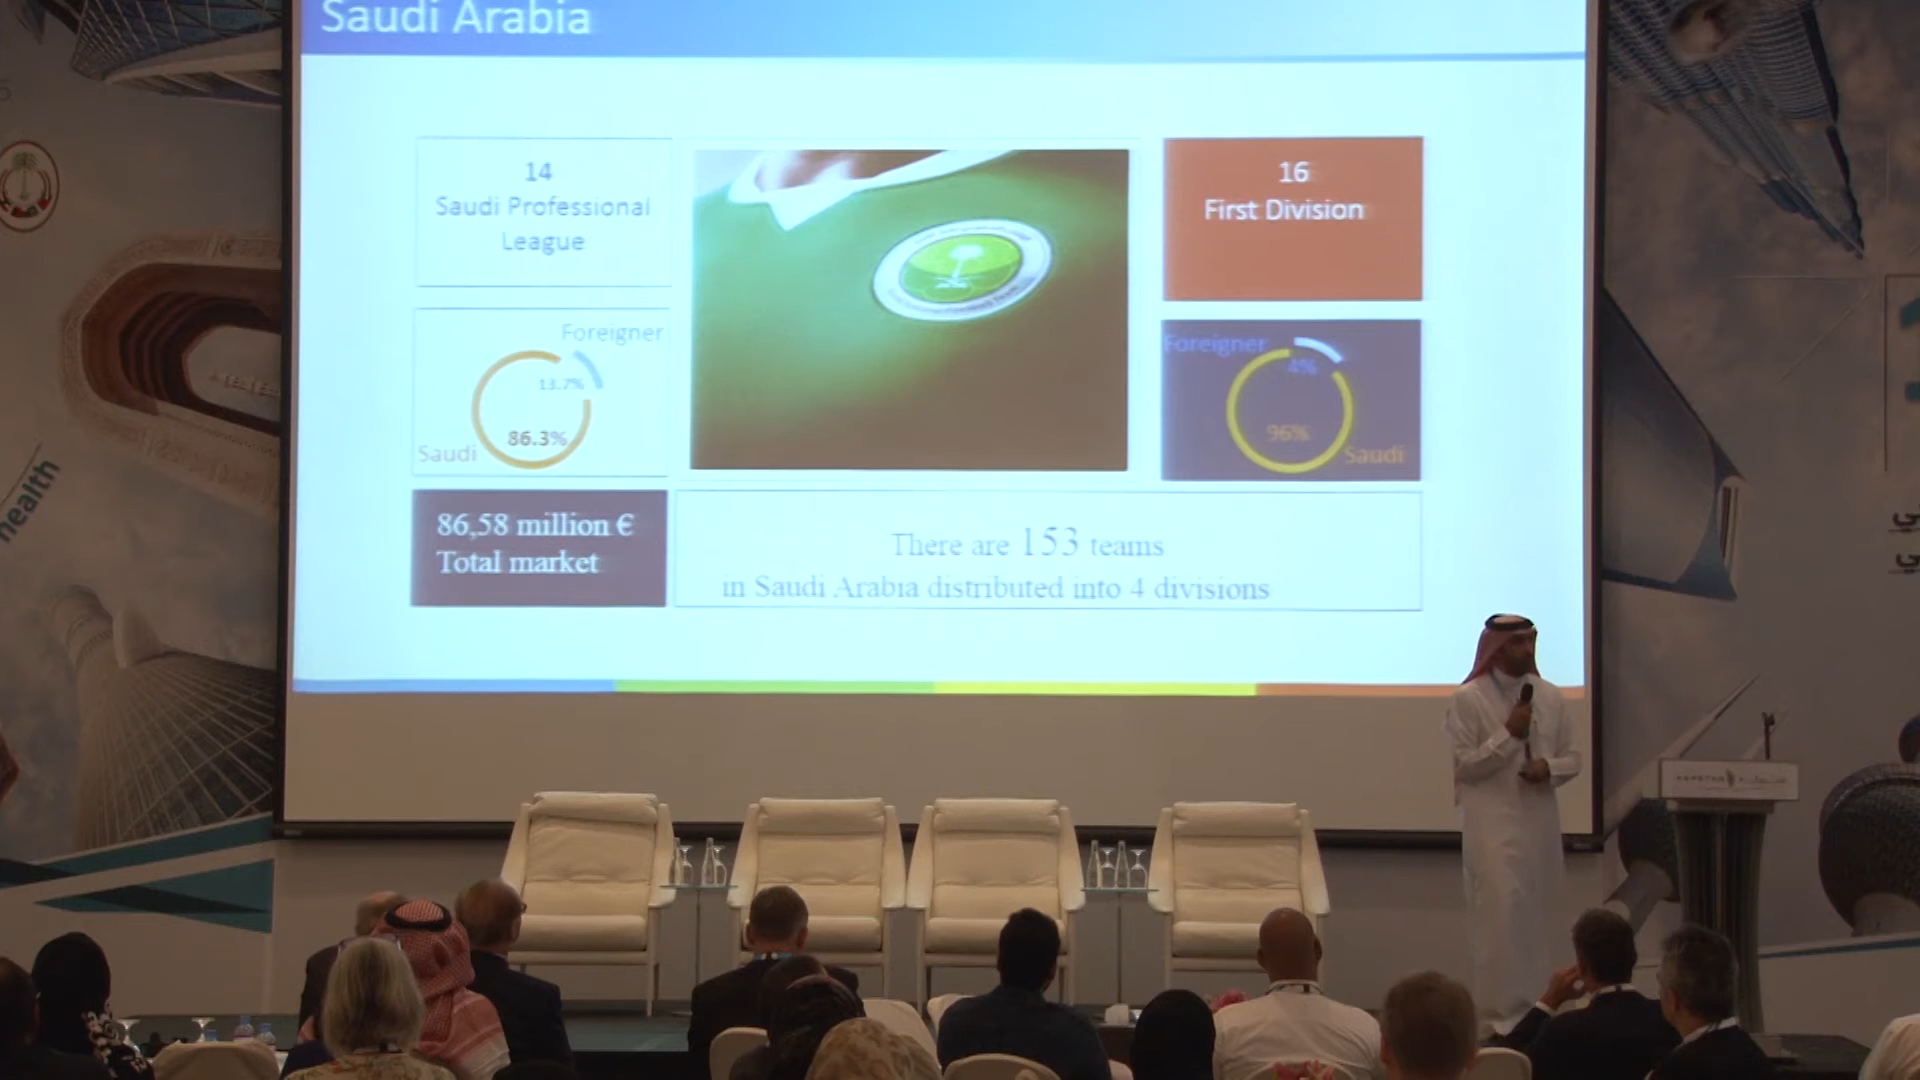 Saudi Arabia
14
Saudi Professional
League
16
First Division
Foreigner
13.7%
86.3%
Saudi
Foreigner
4%
96%
Saudi
86,58 million €
Total market
There are 153 teams
in Saudi Arabia distributed into 4 divisions
health